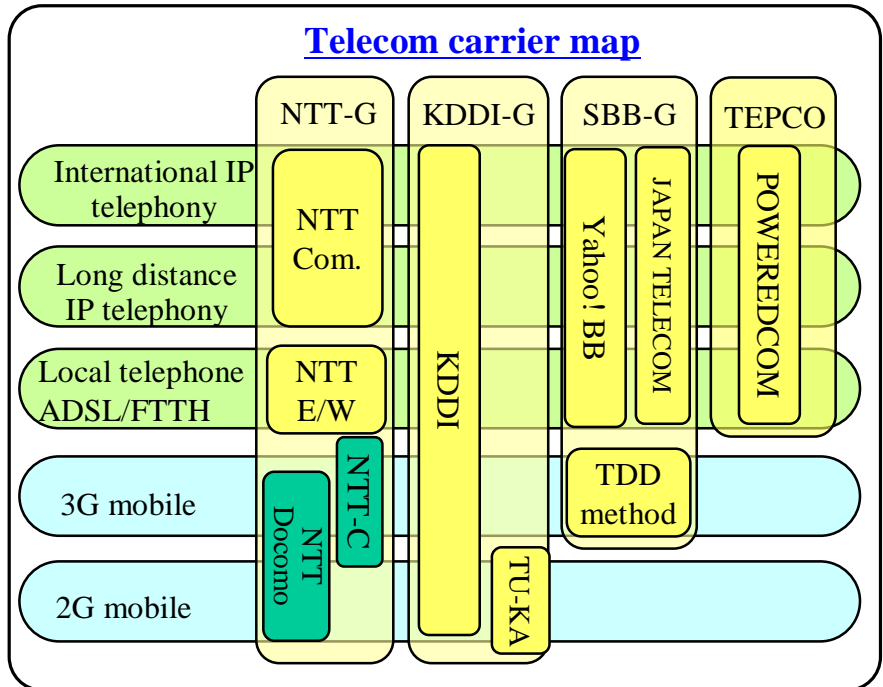 Telecom carrier map
NTT-G
KDDI-G
SBB-G
TEPCO
International IP
telephony
Long distance
IP telephony
Local telephone
ADSL/FTTH
3G mobile
2G mobile
NTT
Com.
NTT
E/W
NTT-C
NTT
Docomo
KDDI
TU-KA
Yahoo! BB
JAPAN TELECOM
TDD
method
POWEREDCOM